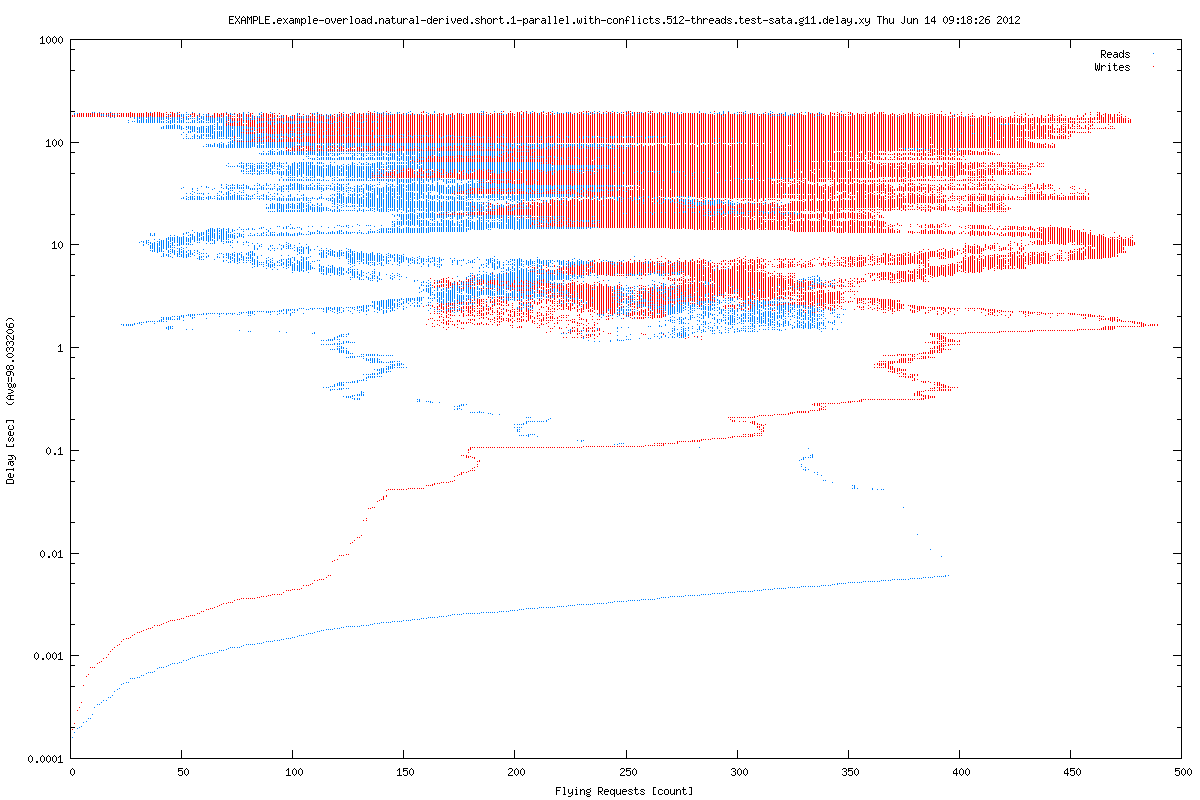 EXAMPLE.example-overload.natural-derived.short.1-parallel.with-conflicts.512-threads.test-sata.g11.delay.xy Thu Jun 14 09:18:26 2012
Reads
Writes
1000
100
10
1
0.1
0.01
0.001
0.0001
Delay [sec] (Avg=98.033206)
0 50 100 150 200 250 300 350 400 450 500
Flying Requests [count]